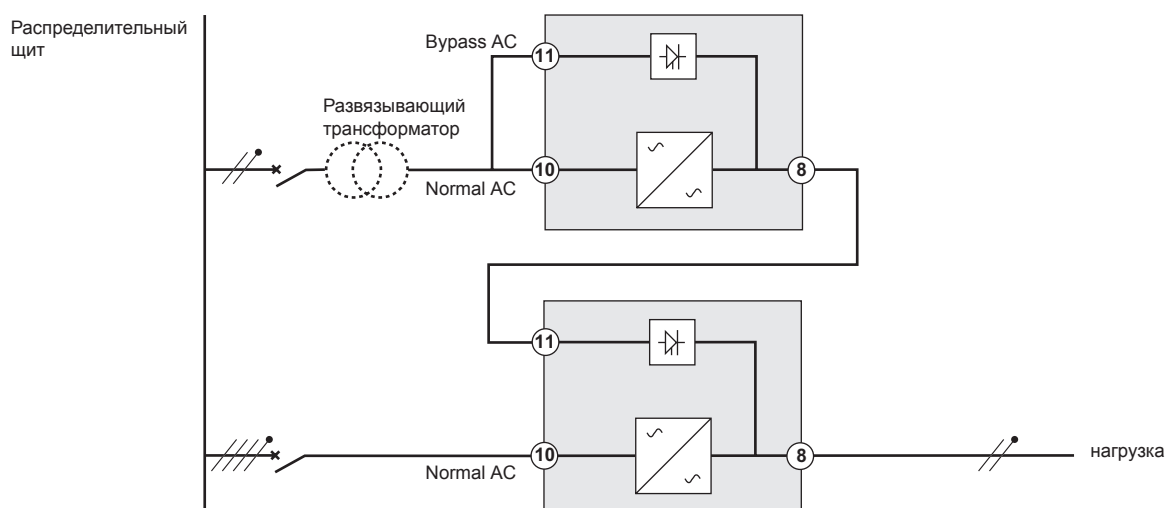 Распределительный
щит
Bypass AC
11
Развязывающий
трансформатор
10
8
Normal AC
11
10
8
Normal AC
нагрузка